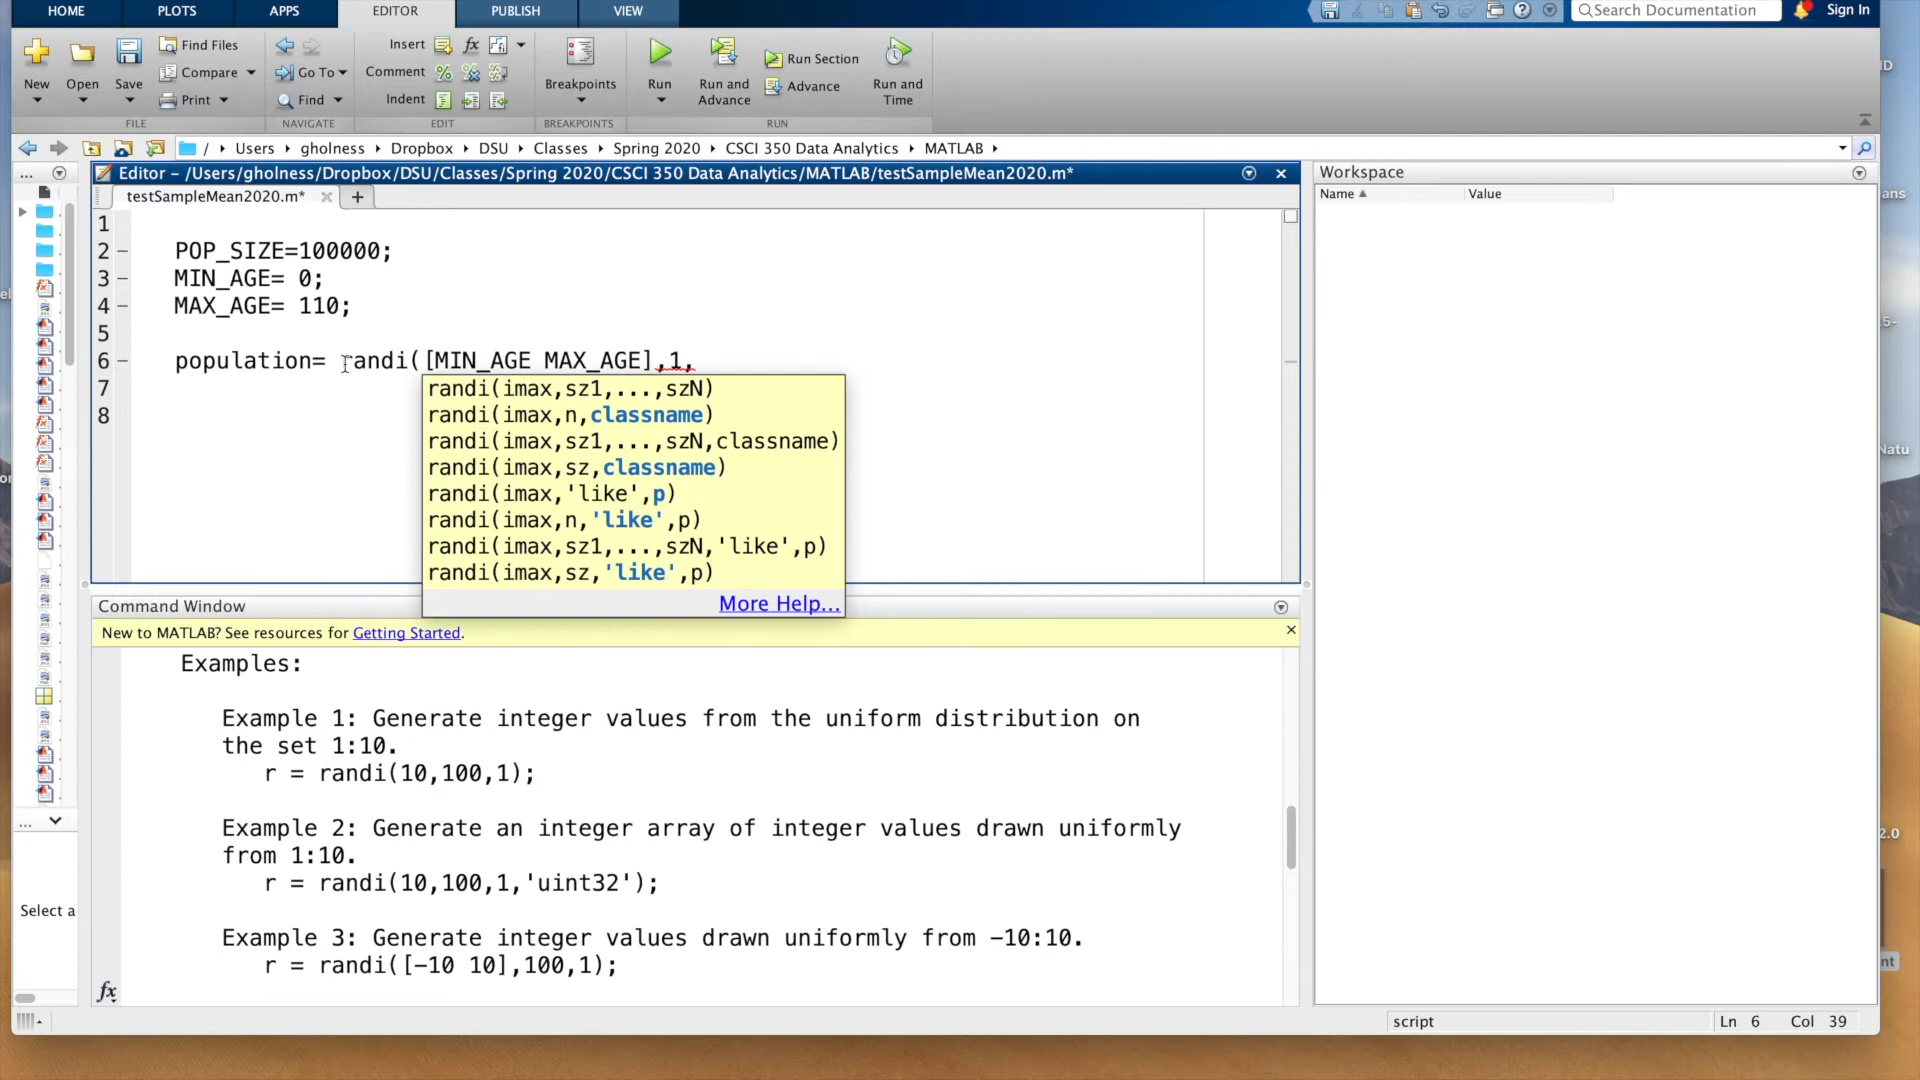 HOME PLOTS APPS EDITOR PUBLISH VIEW
Search Documentation Sign In
New Open Save Find Files Compare Print
Go To Find
Insert fx
Comment
Indent
Breakpoints
Run Run and Advance Run Section Advance Run and Time
FILE NAVIGATE EDIT BREAKPOINTS RUN
/ Users gholness Dropbox DSU Classes Spring 2020 CSCI 350 Data Analytics MATLAB
Editor - /Users/gholness/Dropbox/DSU/Classes/Spring 2020/CSCI 350 Data Analytics/MATLAB/testSampleMean2020.m*
testSampleMean2020.m*
1
2 – POP_SIZE=100000;
3 – MIN_AGE= 0;
4 – MAX_AGE= 110;
5
6 – population= randi([MIN_AGE MAX_AGE],1,
7
8
randi(imax,sz1,...,szN)
randi(imax,n,classname)
randi(imax,sz1,...,szN,classname)
randi(imax,sz,classname)
randi(imax,'like',p)
randi(imax,n,'like',p)
randi(imax,sz1,...,szN,'like',p)
randi(imax,sz,'like',p)
More Help...
Workspace
Name Value
Command Window
New to MATLAB? See resources for Getting Started.
Examples:
Example 1: Generate integer values from the uniform distribution on
the set 1:10.
r = randi(10,100,1);
Example 2: Generate an integer array of integer values drawn uniformly
from 1:10.
r = randi(10,100,1,'uint32');
Example 3: Generate integer values drawn uniformly from -10:10.
r = randi([-10 10],100,1);
fx
Select a
script Ln 6 Col 39